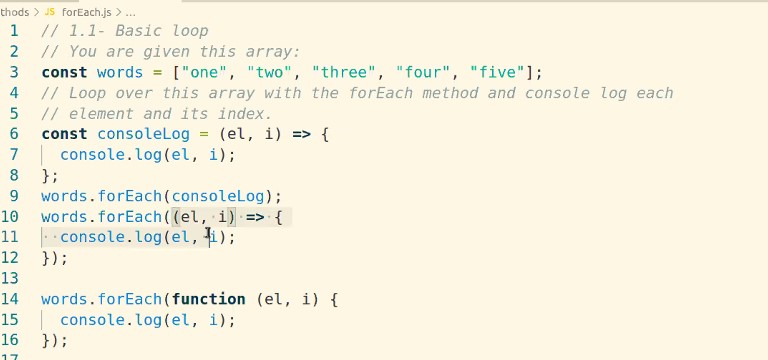 thods > JS forEach.js > ...
1 // 1.1- Basic loop
2 // You are given this array:
3 const words = ["one", "two", "three", "four", "five"];
4 // Loop over this array with the forEach method and console log each
5 // element and its index.
6 const consoleLog = (el, i) => {
7 console.log(el, i);
8 };
9 words.forEach(consoleLog);
10 words.forEach((el, i) => {
11 console.log(el, i);
12 });
13
14 words.forEach(function (el, i) {
15 console.log(el, i);
16 });
17